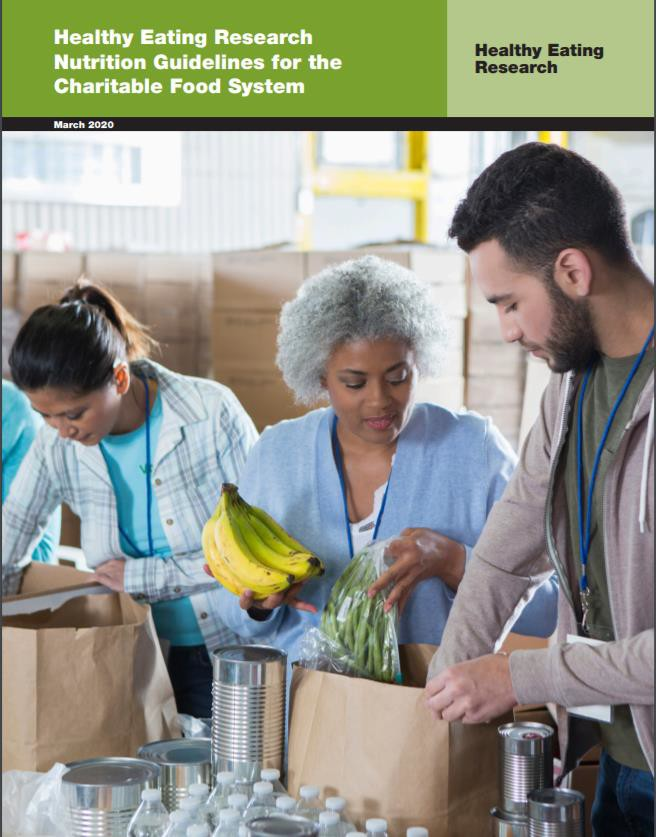 Healthy Eating Research
Nutrition Guidelines for the
Charitable Food System
Healthy Eating
Research
March 2020